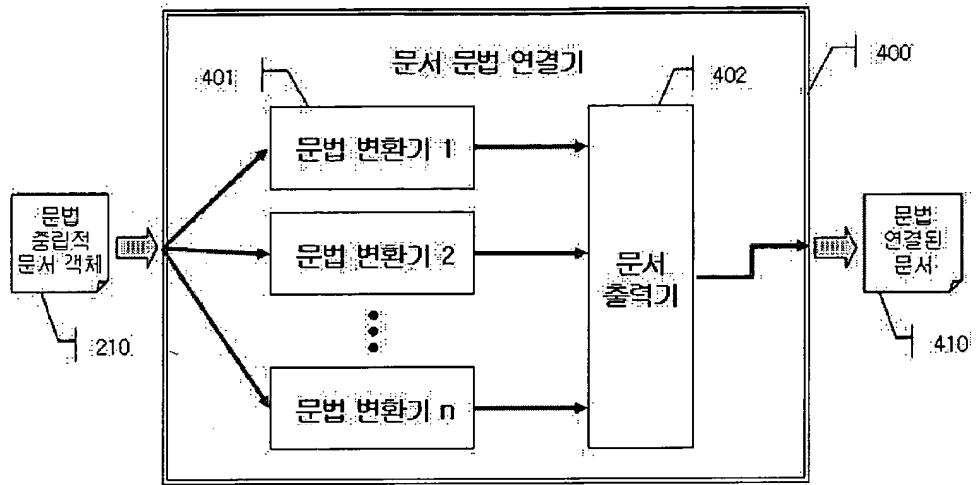 문서 문법 연결기
400
401
402
문법 변환기 1
문법
중립적
문서 객체
210
문법 변환기 2
문법 변환기 n
문서
출력기
문법
연결된
문서
410